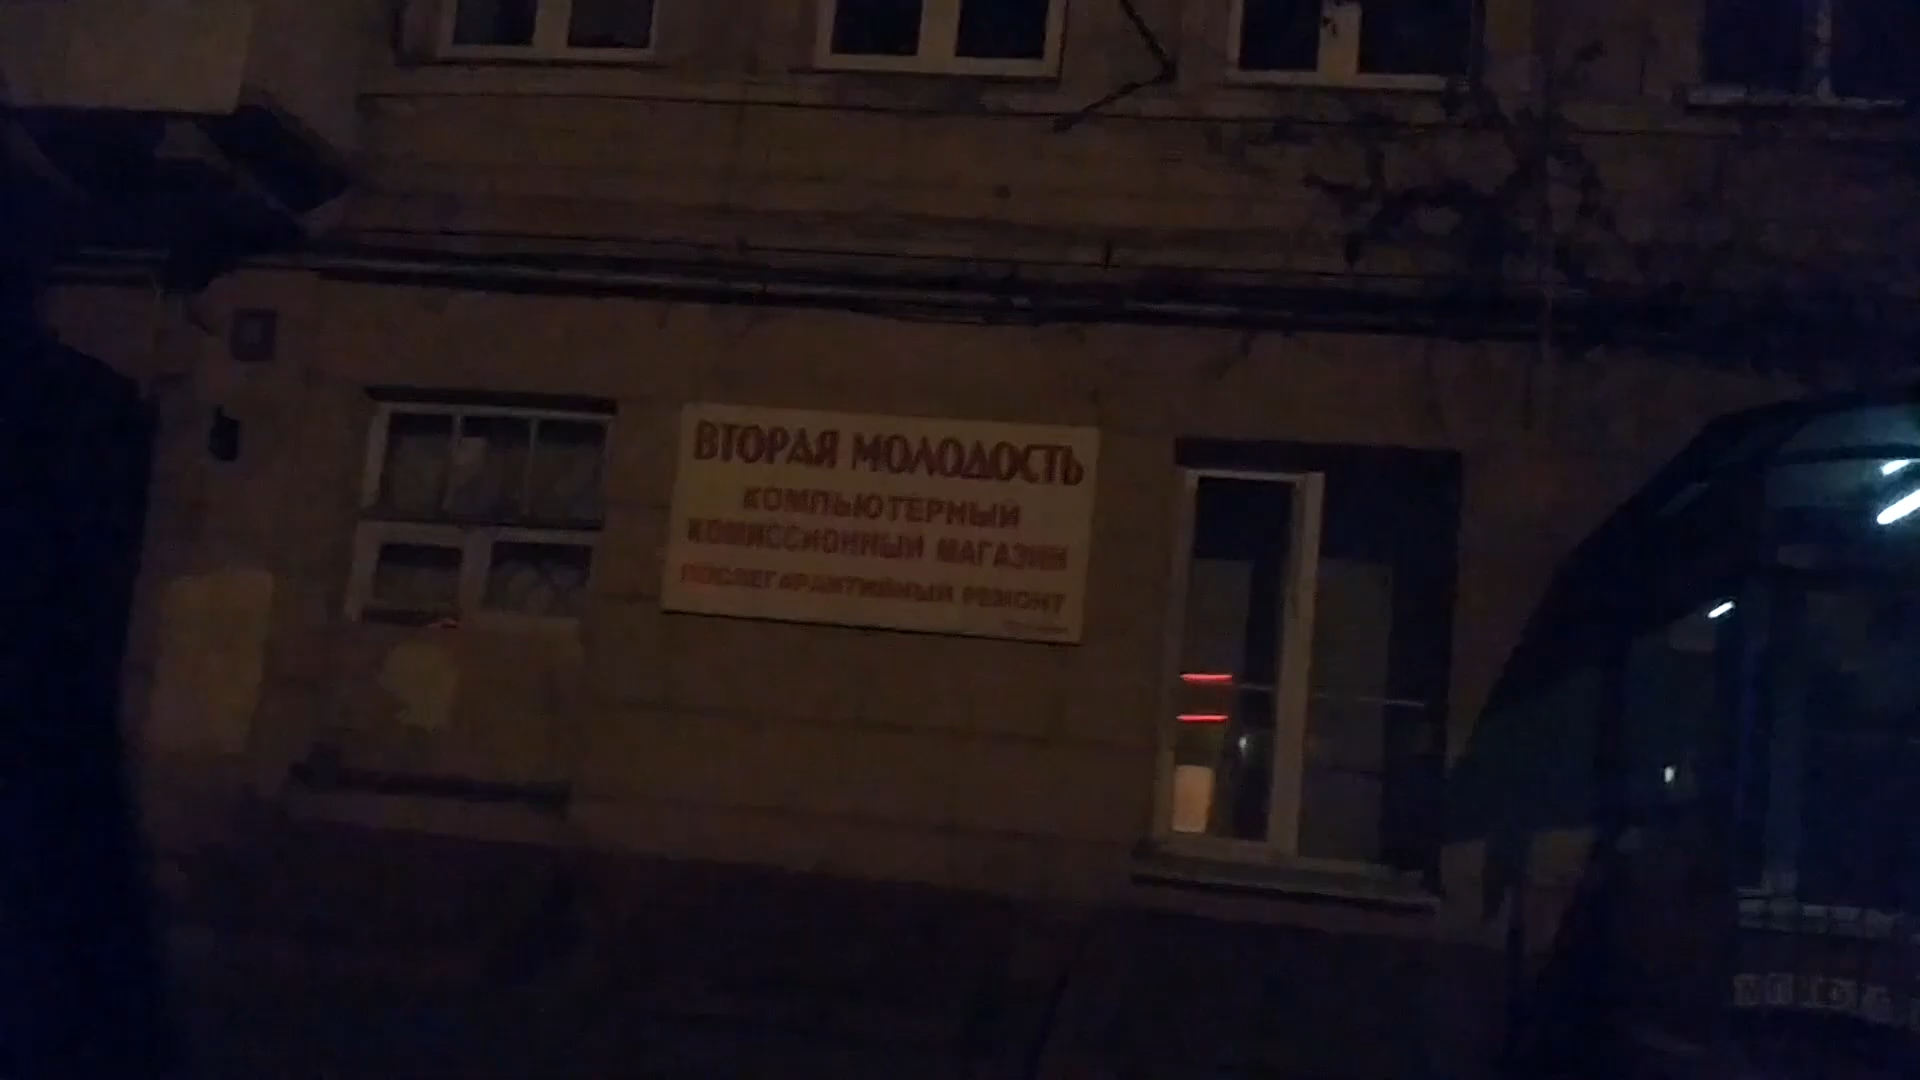 ВТОРАЯ МОЛОДОСТЬ
КОМПЬЮТЕРНЫЙ
КОМИССИОННЫЙ МАГАЗИН
ПОСЛЕГАРАНТИЙНЫЙ РЕМОНТ